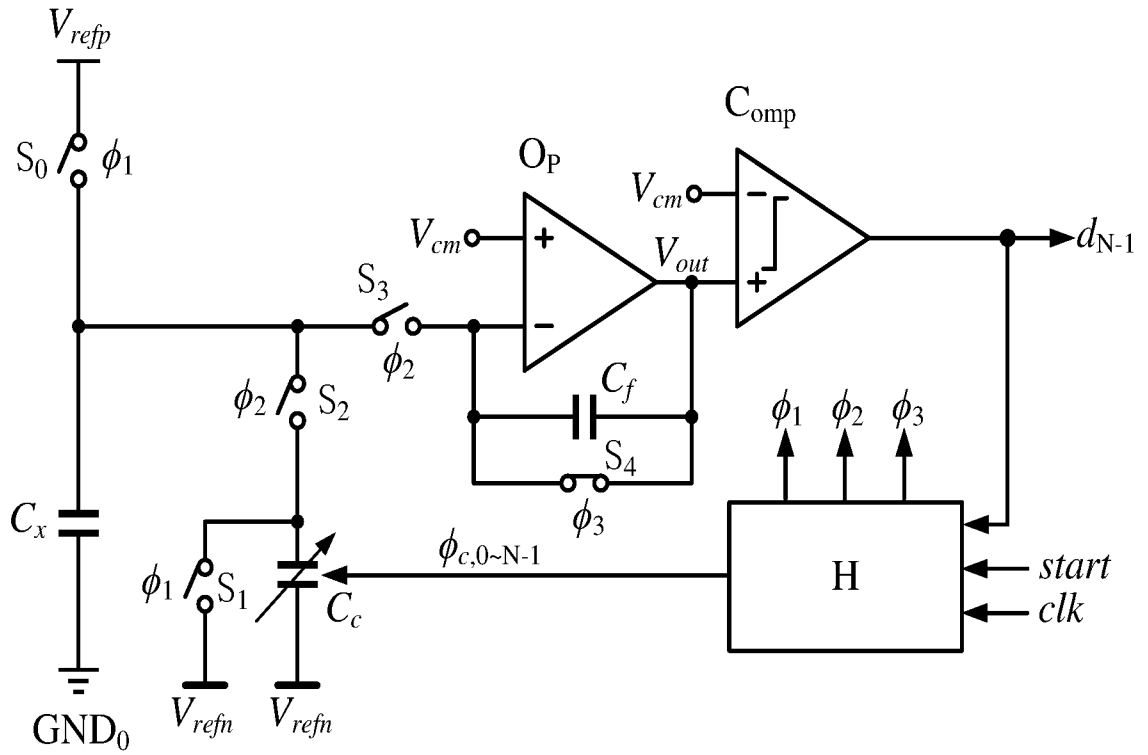 V_refp
S_0 ϕ_1
C_omp
O_P
V_cm
-
V_cm
+
V_out
d_N-1
+
S_3
-
ϕ_2
C_f
ϕ_2 S_2
S_4
ϕ_1 ϕ_2 ϕ_3
ϕ_3
C_x
ϕ_c,0~N-1
ϕ_1 S_1
C_c
H
start
clk
V_refn V_refn
GND_0